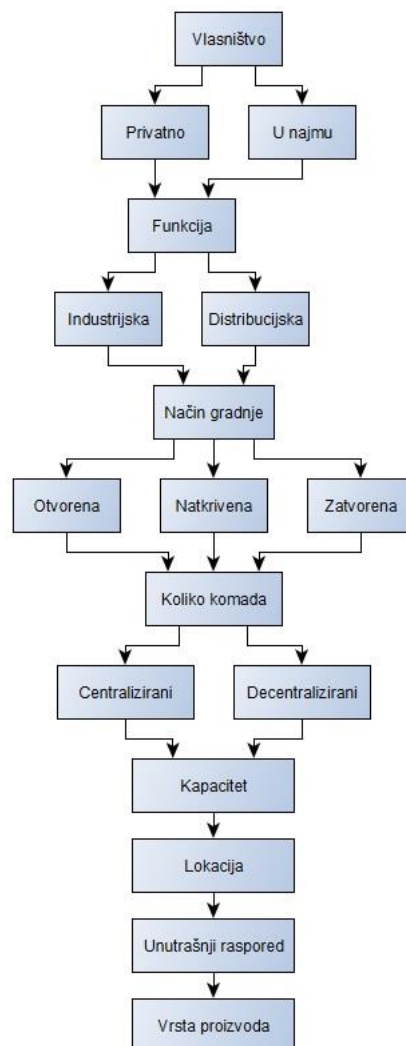 Vlasništvo
Privatno
U najmu
Funkcija
Industrijska
Distribucijska
Način gradnje
Otvorena
Natkrivena
Zatvorena
Koliko komada
Centralizirani
Decentralizirani
Kapacitet
Lokacija
Unutrašnji raspored
Vrsta proizvoda